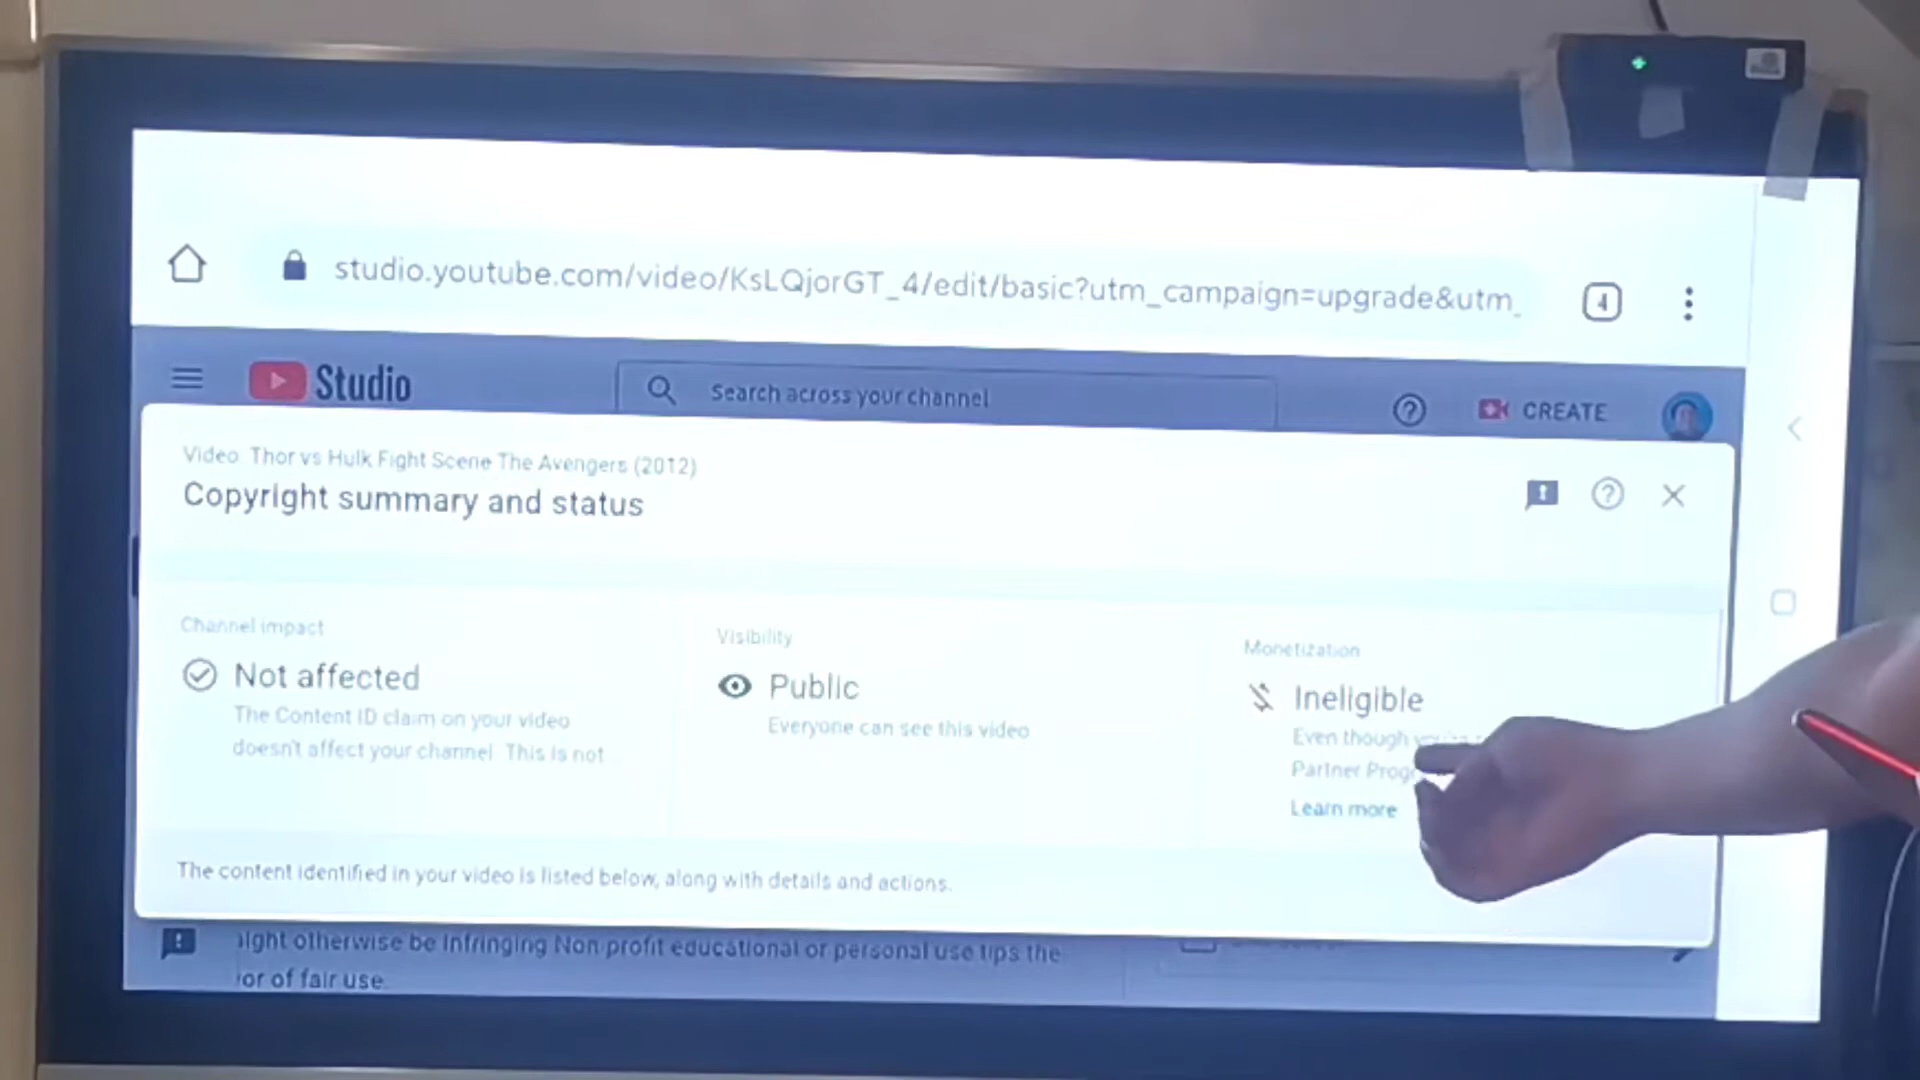 studio.youtube.com/video/KsLQjorGT_4/edit/basic?utm_campaign=upgrade&utm_
4
Studio
Search across your channel
CREATE
Video Thor vs Hulk Fight Scene The Avengers (2012)
Copyright summary and status
Channel impact
Not affected
The Content ID claim on your video
doesn't affect your channel. This is not...
Visibility
Public
Everyone can see this video
Monetization
Ineligible
Even though
Partner
Learn more
The content identified in your video is listed below, along with details and actions.
ight otherwise be infringing Non profit educational or personal use tips the
or of fair use